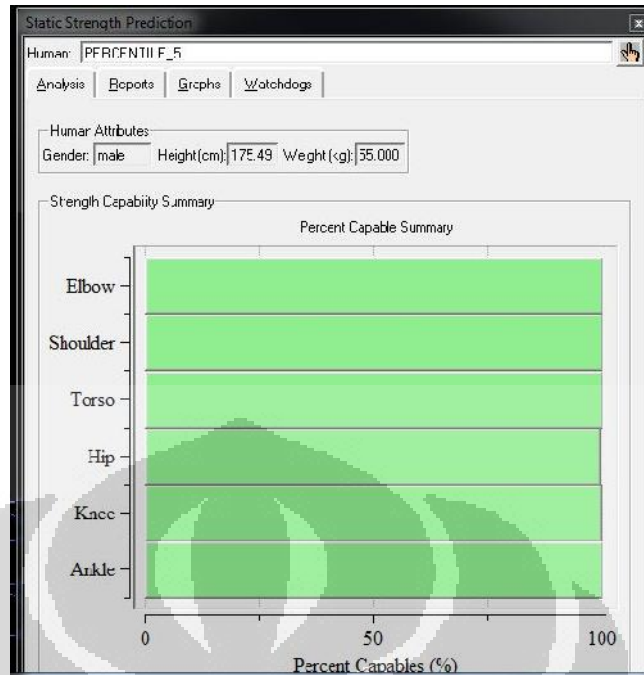 Static Strength Prediction
Human: PERCENTILE_5
Analysis Reports Graphs Watchdogs
Human Attributes
Gender: male Height(cm): 175.49 Weight(kg): 55.000
Strength Capability Summary
Percent Capable Summary
Elbow
Shoulder
Torso
Hip
Knee
Ankle
0 50 100
Percent Capables (%)